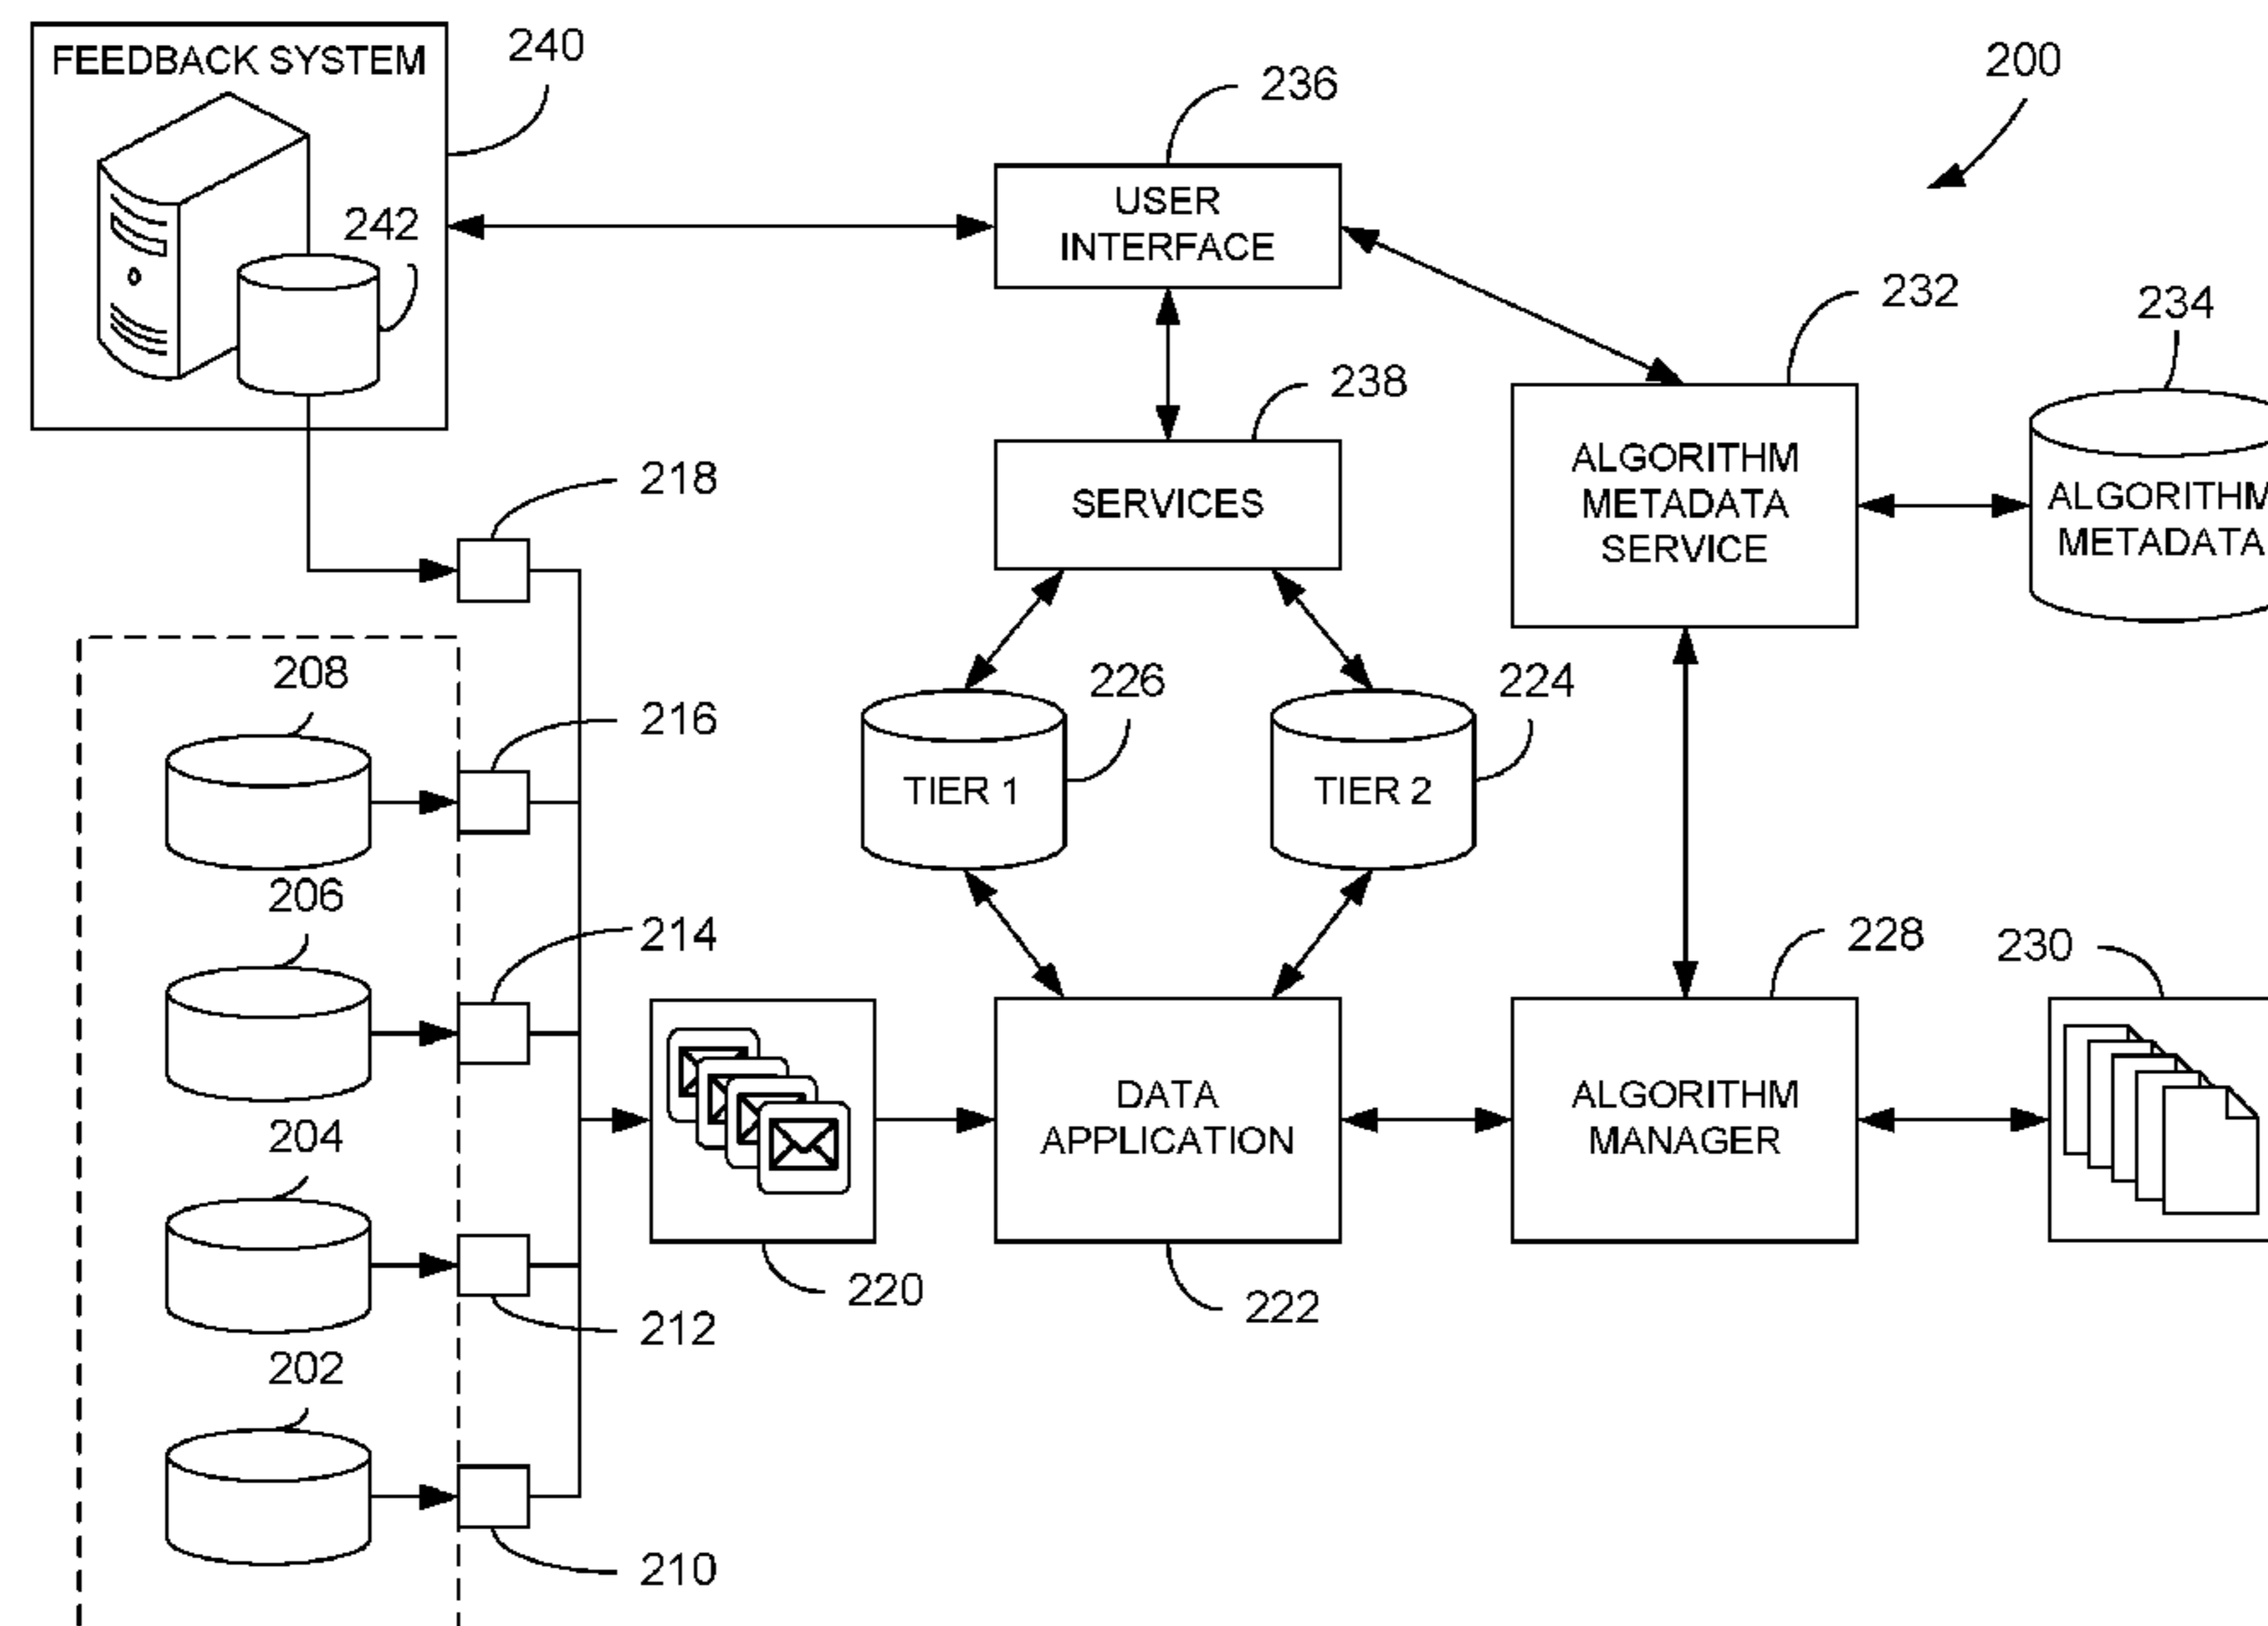 FEEDBACK SYSTEM
240
236
200
242
USER
INTERFACE
232
234
238
218
ALGORITHM
METADATA
SERVICE
SERVICES
ALGORITHM
METADATA
208
226
224
216
TIER 1
TIER 2
206
214
228
230
DATA
APPLICATION
ALGORITHM
MANAGER
204
220
222
212
202
210